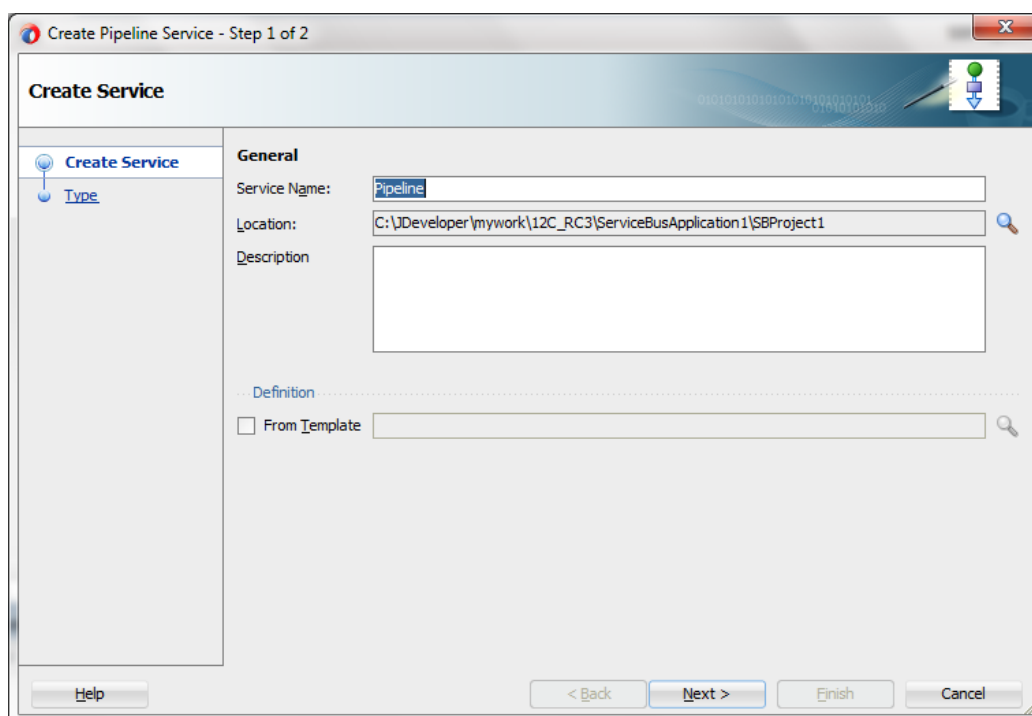 Create Pipeline Service - Step 1 of 2
Create Service
Create Service
Type
General
Service Name: Pipeline
Location: C:\JDeveloper\mywork\12C_RC3\ServiceBusApplication1\SBProject1
Description
Definition
From Template
Help < Back Next > Finish Cancel